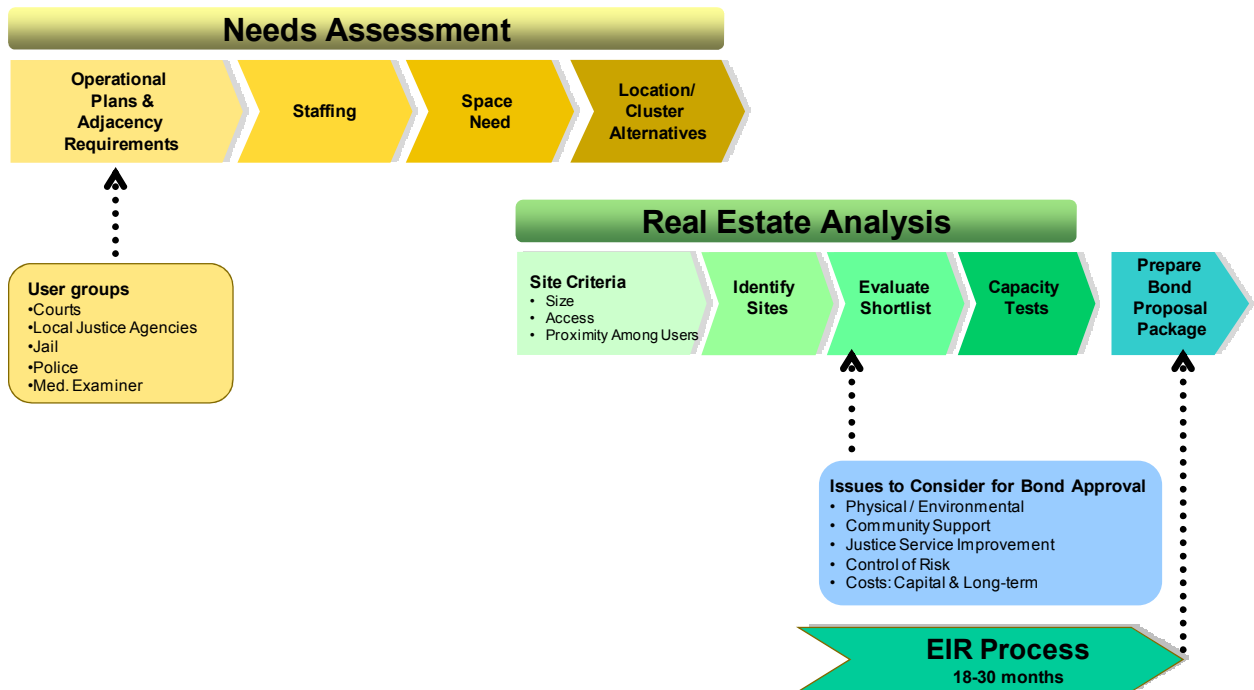 Needs Assessment
Operational
Plans &
Adjacency
Requirements
Staffing
Space
Need
Location/
Cluster
Alternatives
User groups
•Courts
•Local Justice Agencies
•Jail
•Police
•Med. Examiner
Real Estate Analysis
Site Criteria
• Size
• Access
• Proximity Among Users
Identify
Sites
Evaluate
Shortlist
Capacity
Tests
Prepare
Bond
Proposal
Package
Issues to Consider for Bond Approval
• Physical / Environmental
• Community Support
• Justice Service Improvement
• Control of Risk
• Costs: Capital & Long-term
EIR Process
18-30 months